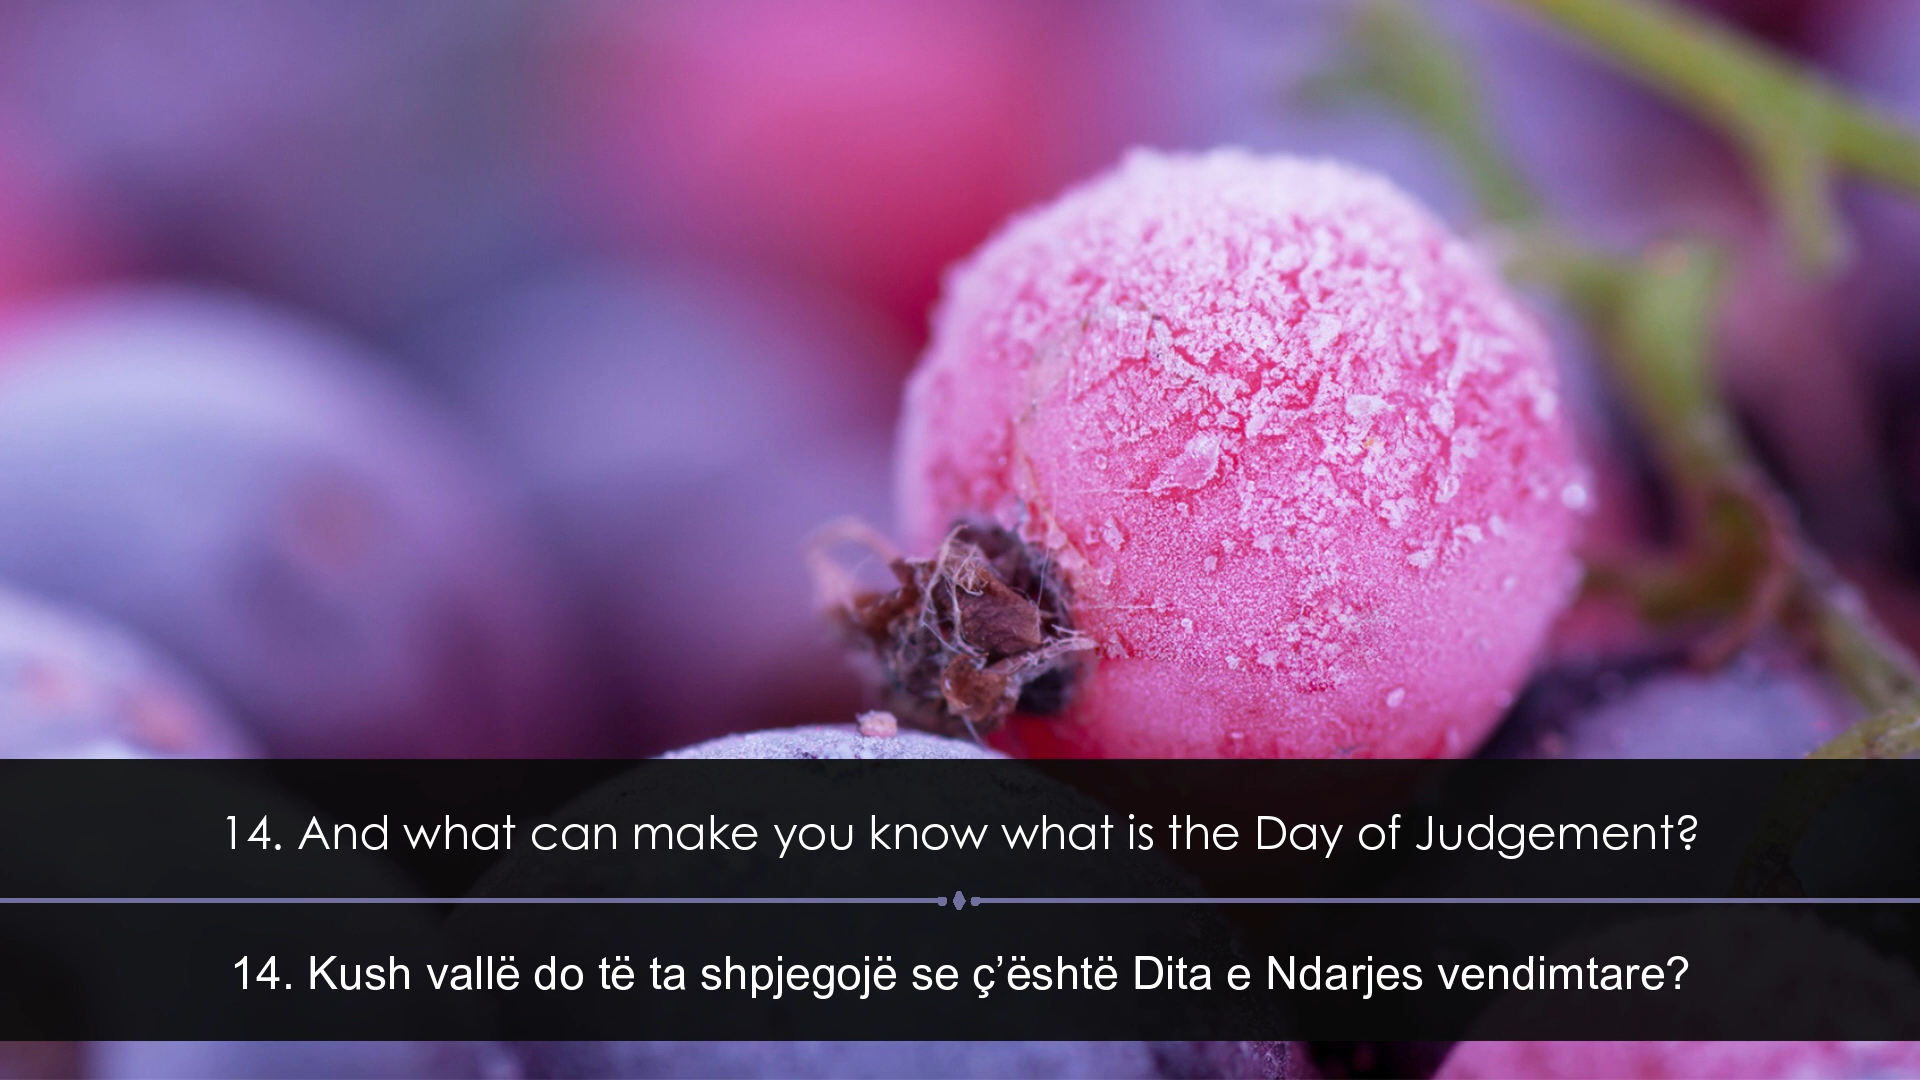 14. And what can make you know what is the Day of Judgement?
14. Kush vallë do të ta shpjegojë se ç’është Dita e Ndarjes vendimtare?